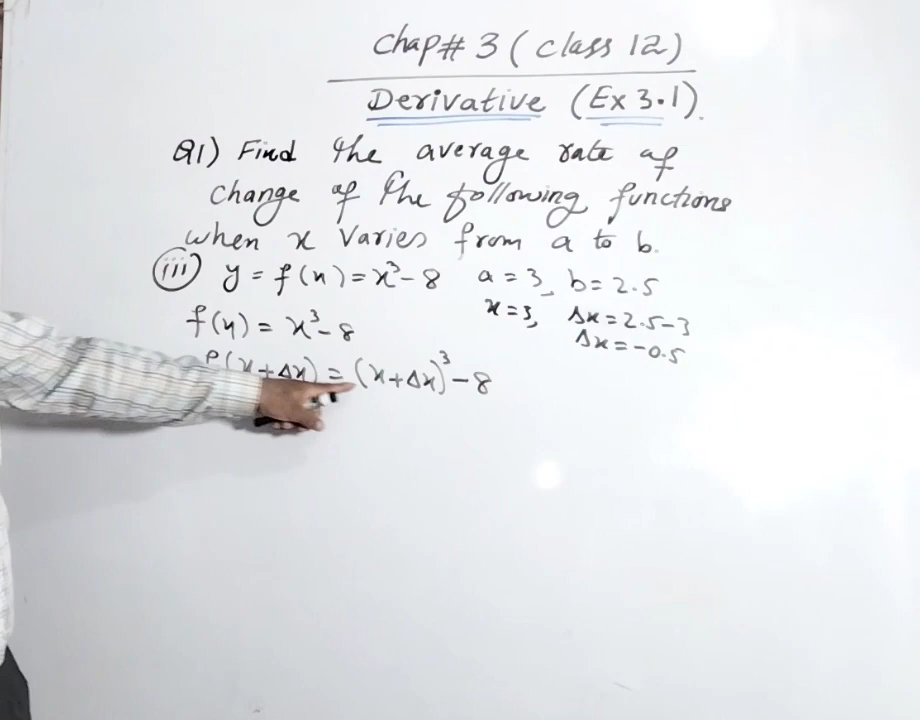 Chap# 3 (Class 12)
Derivative (Ex 3.1).
Q1) Find the average rate of
change of the following functions
when x varies from a to b.
(iii) y = f(x) = x³ - 8 a = 3, b = 2.5
x = 3, Δx = 2.5 - 3
f(x) = x³ - 8
Δx = -0.5
f(x + Δx) = (x + Δx)³ - 8